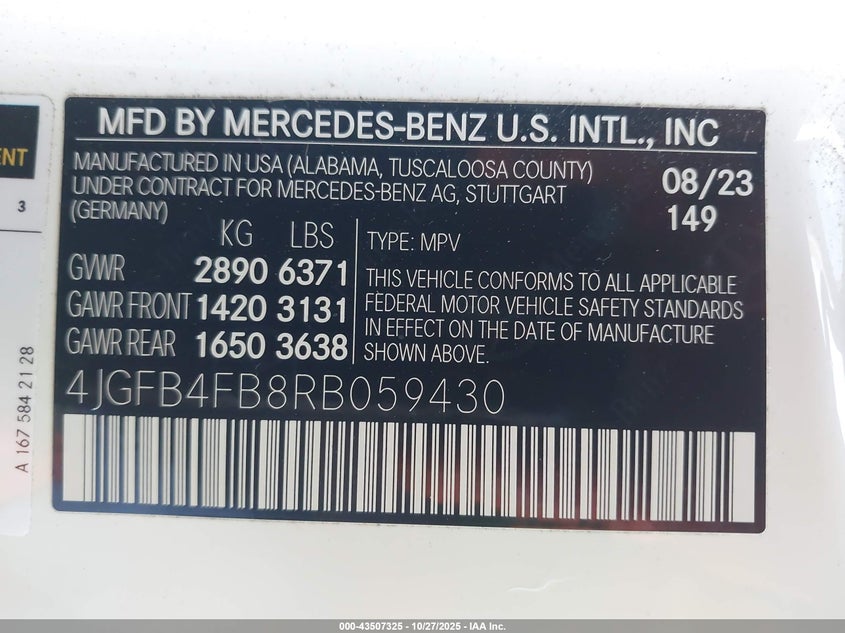 ENT
3
A 167 584 21 28
MFD BY MERCEDES-BENZ U.S. INTL., INC
MANUFACTURED IN USA (ALABAMA, TUSCALOOSA COUNTY)
UNDER CONTRACT FOR MERCEDES-BENZ AG, STUTTGART
(GERMANY)
08/23
149
KG LBS
GVWR 2890 6371
GAWR FRONT 1420 3131
GAWR REAR 1650 3638
TYPE: MPV
THIS VEHICLE CONFORMS TO ALL APPLICABLE
FEDERAL MOTOR VEHICLE SAFETY STANDARDS
IN EFFECT ON THE DATE OF MANUFACTURE
SHOWN ABOVE.
4JGFB4FB8RB059430
000-43507325 | 10/27/2025 | IAA Inc.